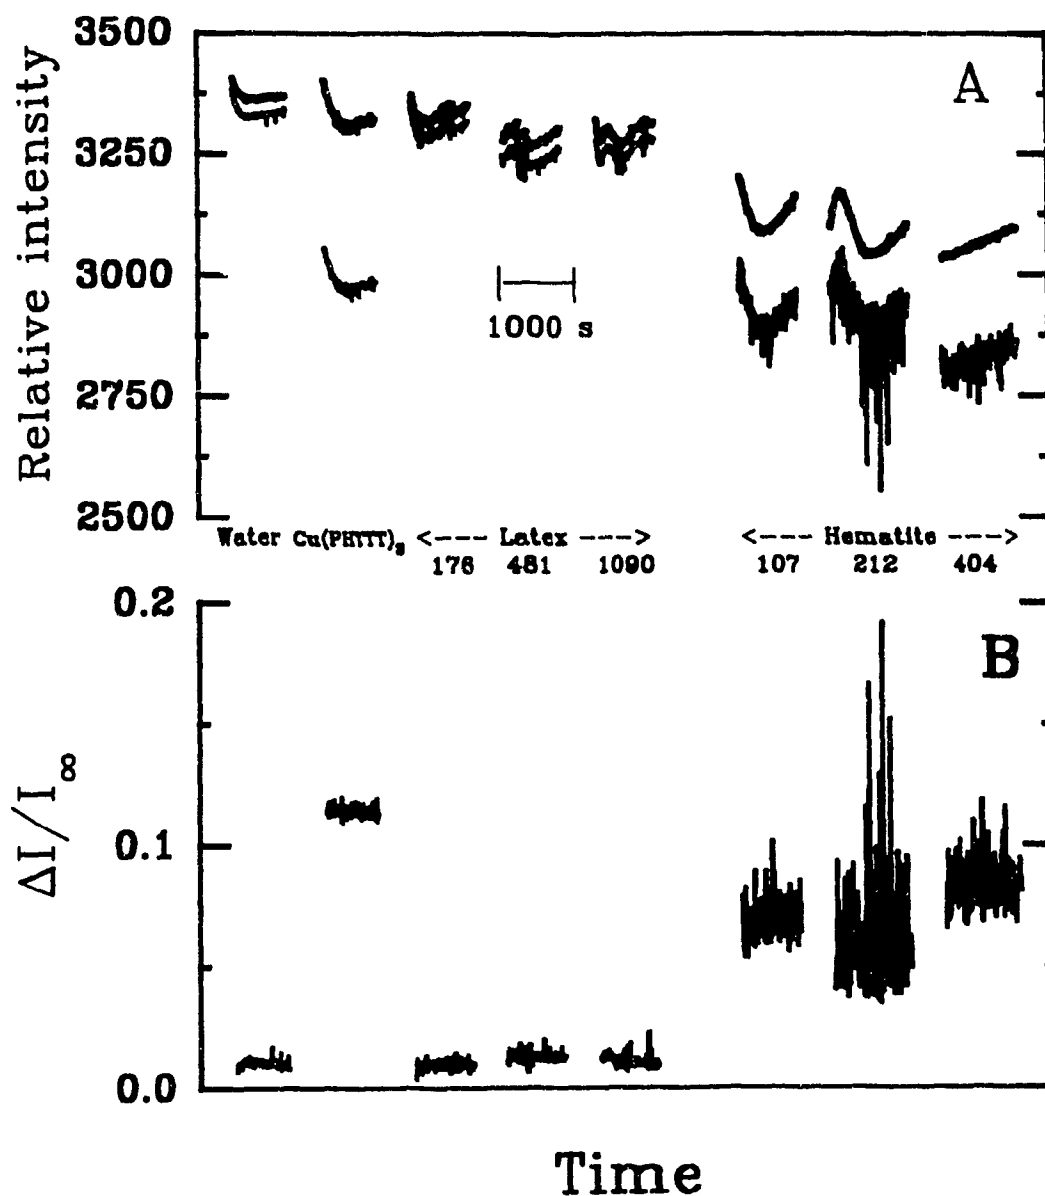 Relative intensity
3500
3250
3000
2750
2500
A
1000 s
Water Cu(PHTTT)₂ <--- Latex ---> <--- Hematite --->
176 481 1090 107 212 404
ΔI/I∞
0.2
0.1
0.0
B
Time